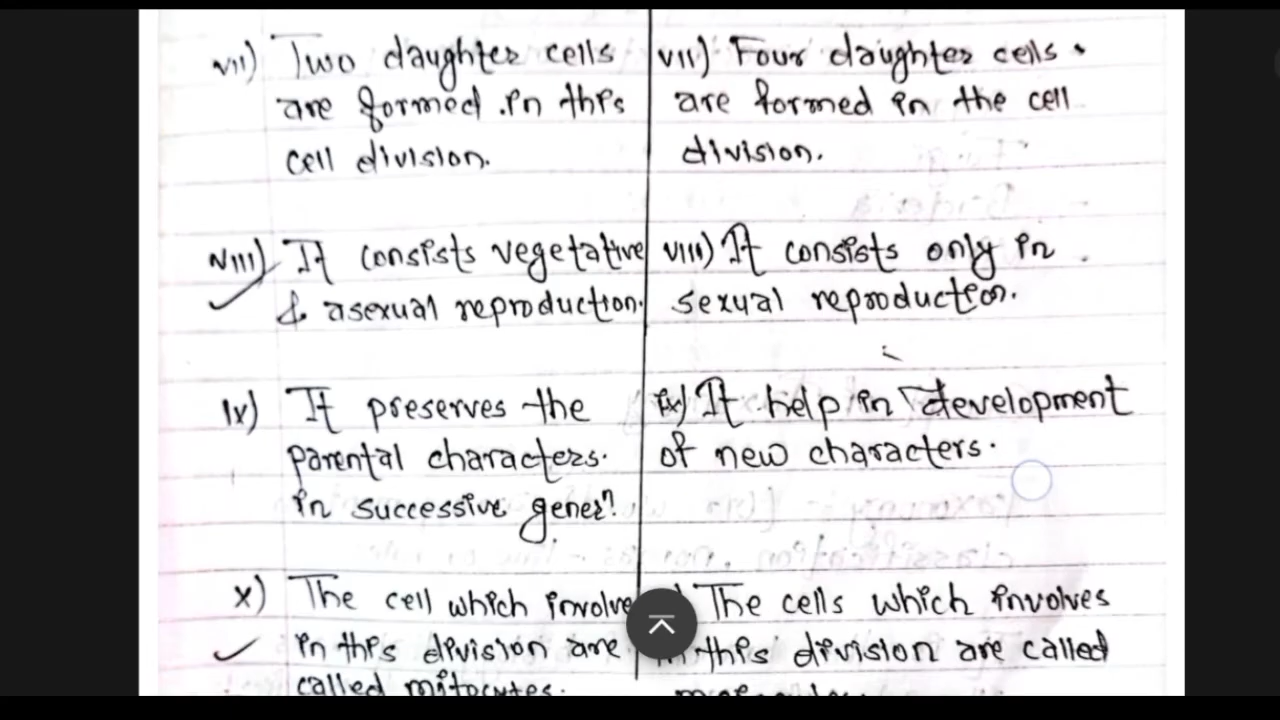 vii) Two daughter cells
are formed in this
cell division.
viii) It consists vegetative
& asexual reproduction.
ix) It preserves the
parental characters.
in successive gener?
x) The cell which involve
in this division are
called mitocytes.
vii) Four daughter cells
are formed in the cell
division.
viii) It consists only in
sexual reproduction.
ix) It help in development
of new characters.
The cells which involves
in this division are called